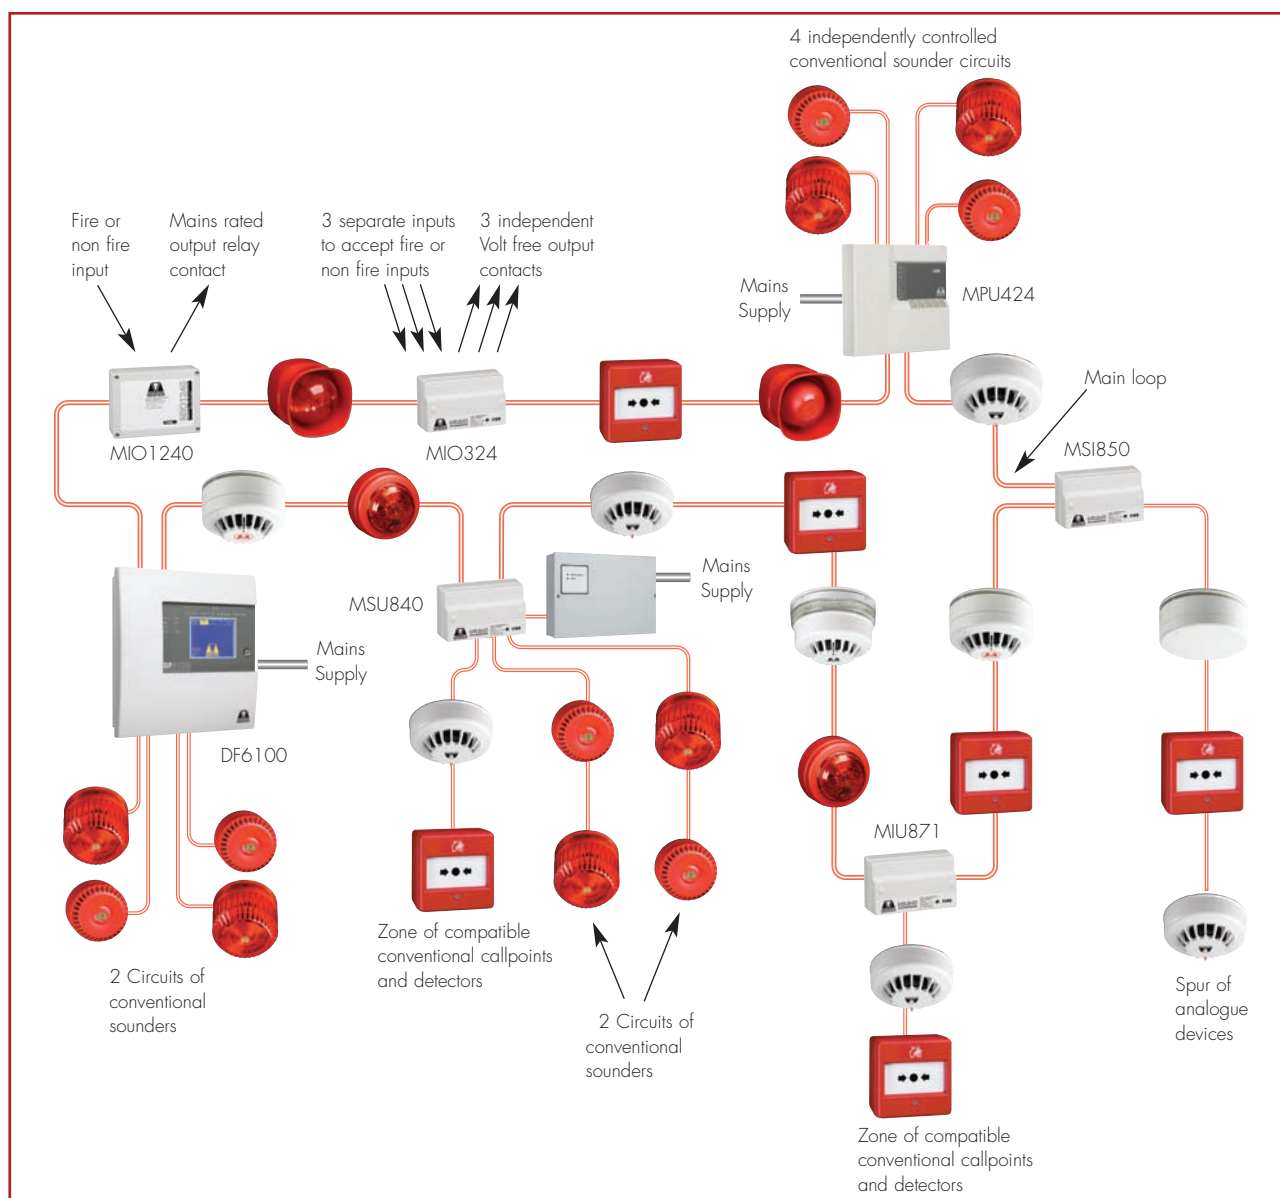 4 independently controlled
conventional sounder circuits
Fire or
non fire
input
Mains rated
output relay
contact
3 separate inputs
to accept fire or
non fire inputs
3 independent
Volt free output
contacts
Mains
Supply
MPU424
Main loop
MIO1240
MIO324
MSI850
MSU840
Mains
Supply
Mains
Supply
DF6100
MIU871
Zone of compatible
conventional callpoints
and detectors
2 Circuits of
conventional
sounders
2 Circuits of
conventional
sounders
Spur of
analogue
devices
Zone of compatible
conventional callpoints
and detectors